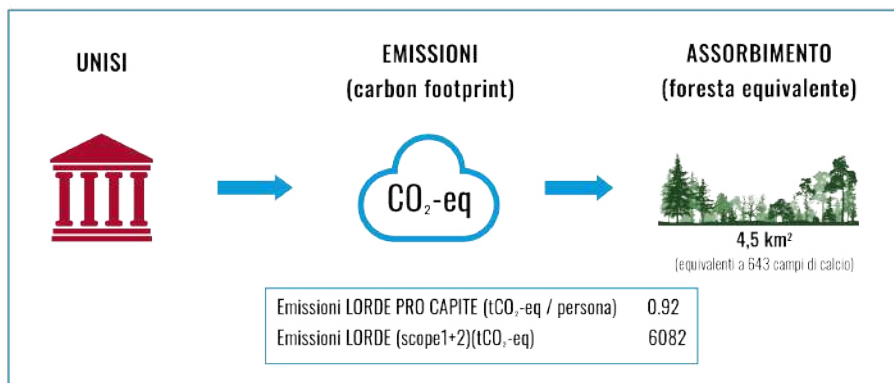 UNISI
EMISSIONI
(carbon footprint)
ASSORBIMENTO
(foresta equivalente)
CO₂-eq
4,5 km²
(equivalenti a 643 campi di calcio)
Emissioni LORDE PRO CAPITE (tCO₂-eq / persona) 0.92
Emissioni LORDE (scope1+2)(tCO₂-eq) 6082